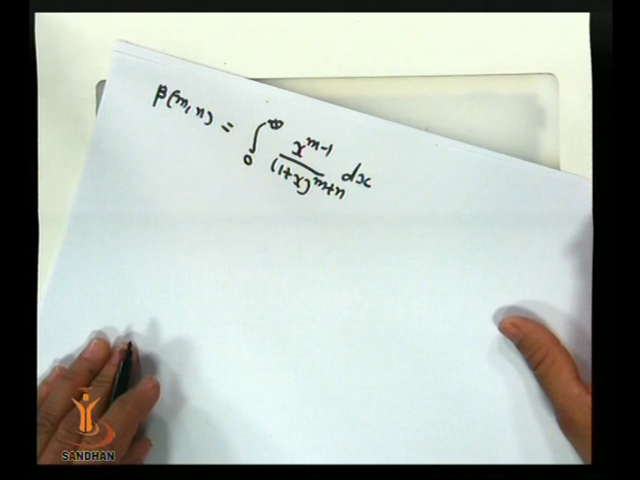 β(m,n) = ∫₀^∞ x^(m-1)/(1+x)^(m+n) dx
SANDHAN